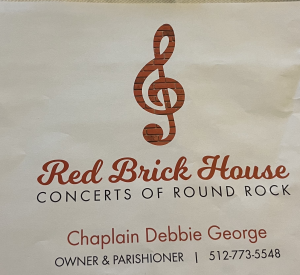 Red Brick House
CONCERTS OF ROUND ROCK
Chaplain Debbie George
OWNER & PARISHIONER | 512-773-5548